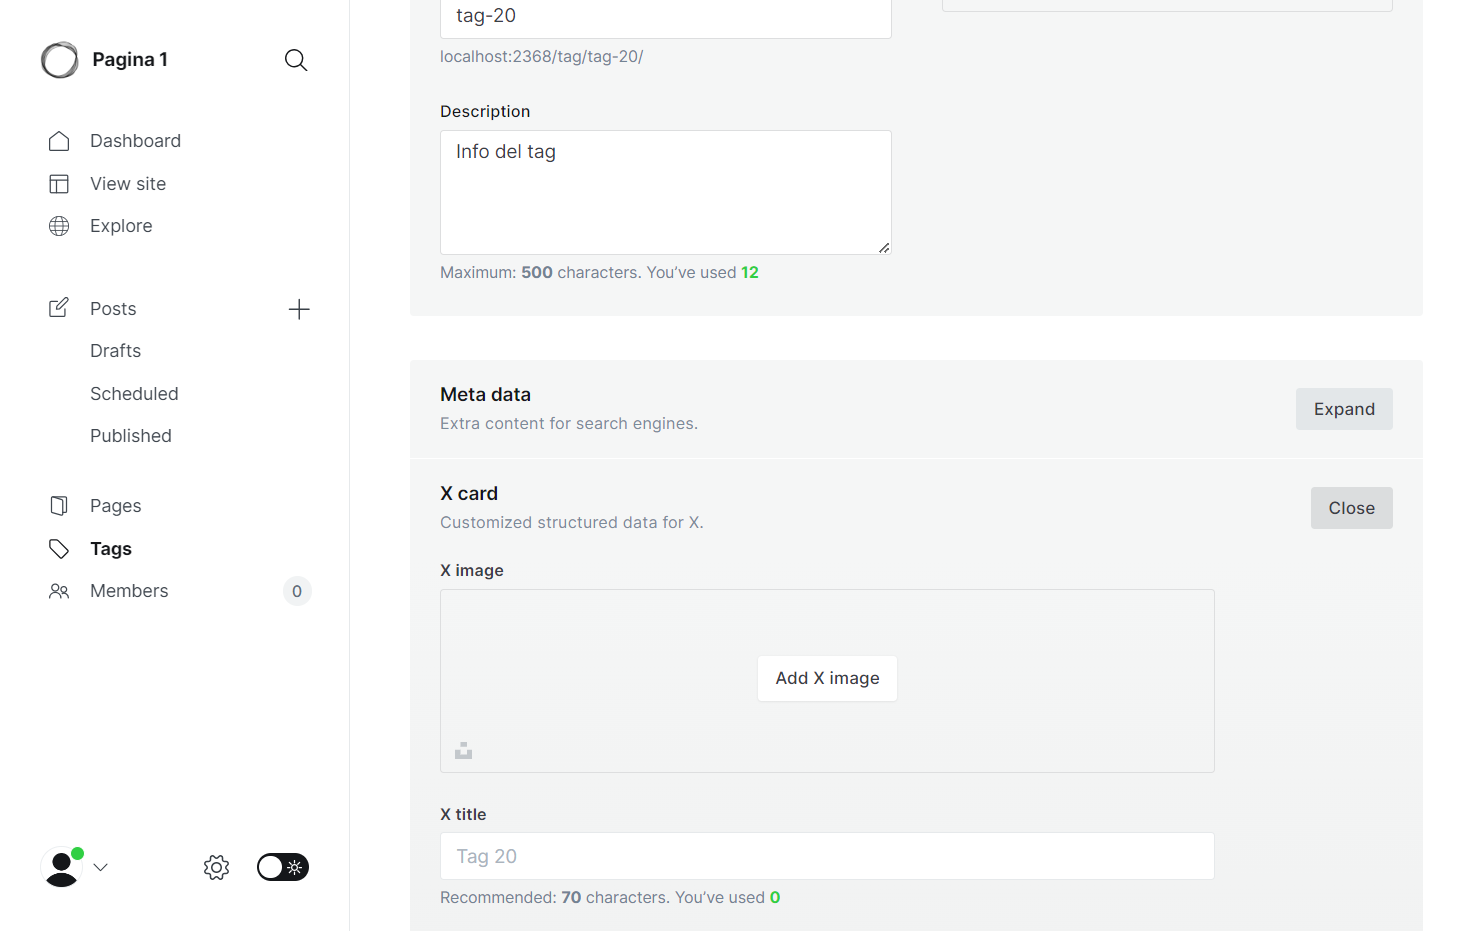 Pagina 1
Dashboard
View site
Explore
Posts
Drafts
Scheduled
Published
Pages
Tags
Members
0
tag-20
localhost:2368/tag/tag-20/
Description
Info del tag
Maximum: 500 characters. You’ve used 12
Meta data
Extra content for search engines.
Expand
X card
Customized structured data for X.
Close
X image
Add X image
X title
Tag 20
Recommended: 70 characters. You’ve used 0